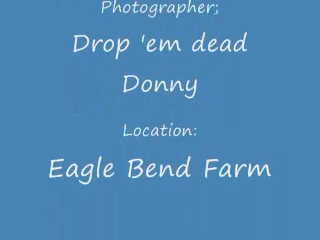 Photographer;
Drop 'em dead
Donny
Location:
Eagle Bend Farm